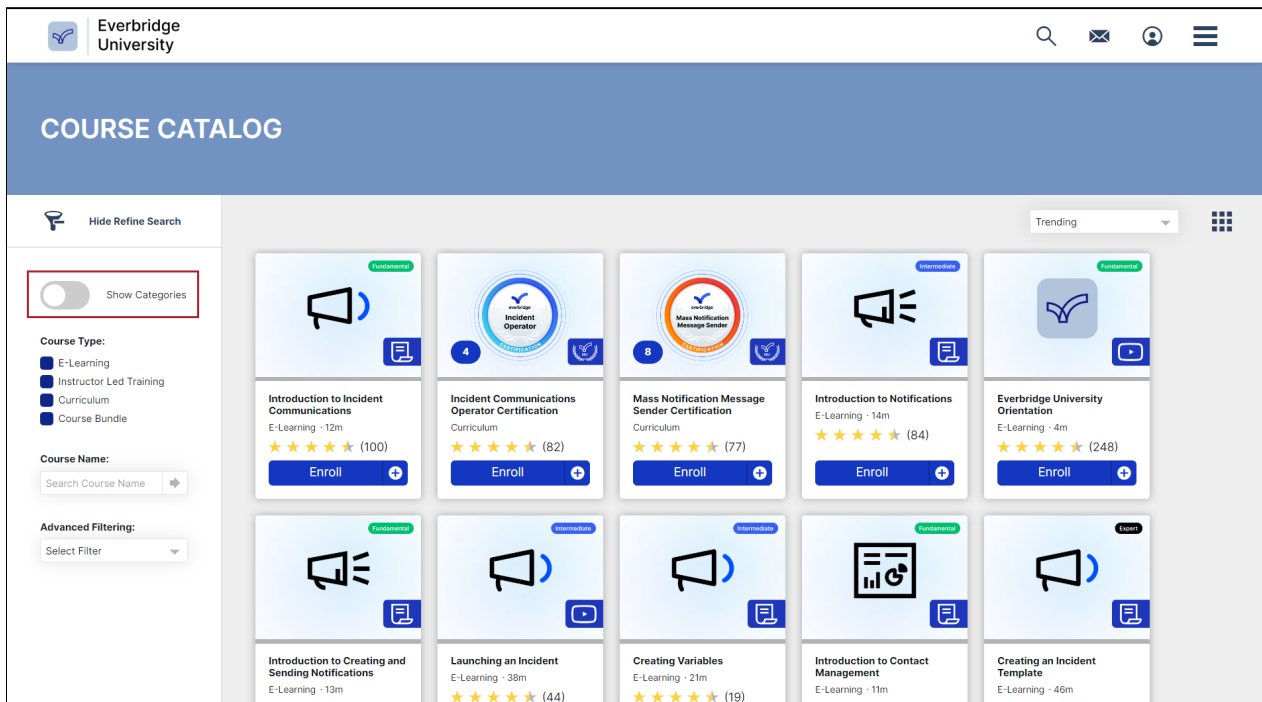 Everbridge
University
COURSE CATALOG
Hide Refine Search
Trending
Show Categories
Course Type:
E-Learning
Instructor Led Training
Curriculum
Course Bundle
Course Name:
Search Course Name
Advanced Filtering:
Select Filter
Fundamental
Introduction to Incident
Communications
E-Learning · 12m
(100)
Enroll
everbridge
Incident
Operator
CERTIFICATION
4
EBU
Incident Communications
Operator Certification
Curriculum
(82)
Enroll
everbridge
Mass Notification
Message Sender
CERTIFICATION
8
EBU
Mass Notification Message
Sender Certification
Curriculum
(77)
Enroll
Intermediate
Introduction to Notifications
E-Learning · 14m
(84)
Enroll
Fundamental
Everbridge University
Orientation
E-Learning · 4m
(248)
Enroll
Fundamental
Introduction to Creating and
Sending Notifications
E-Learning · 13m
Intermediate
Launching an Incident
E-Learning · 38m
(44)
Intermediate
Creating Variables
E-Learning · 21m
(19)
Fundamental
Introduction to Contact
Management
E-Learning · 11m
Expert
Creating an Incident
Template
E-Learning · 46m